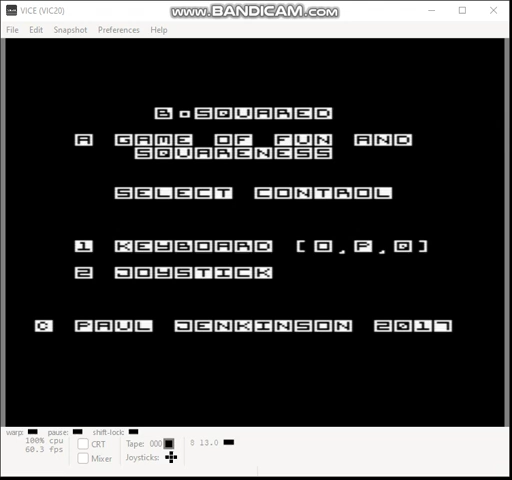 VICE (VIC20)
www.BANDICAM.com
File Edit Snapshot Preferences Help
B.SQUARED
A GAME OF FUN AND
SQUARENESS
SELECT CONTROL
1 KEYBOARD [O,P,Q]
2 JOYSTICK
C PAUL JENKINSON 2017
warp: pause: shift-lock:
100% cpu
60.3 fps
CRT
Mixer
Tape: 000
Joysticks:
8 13.0